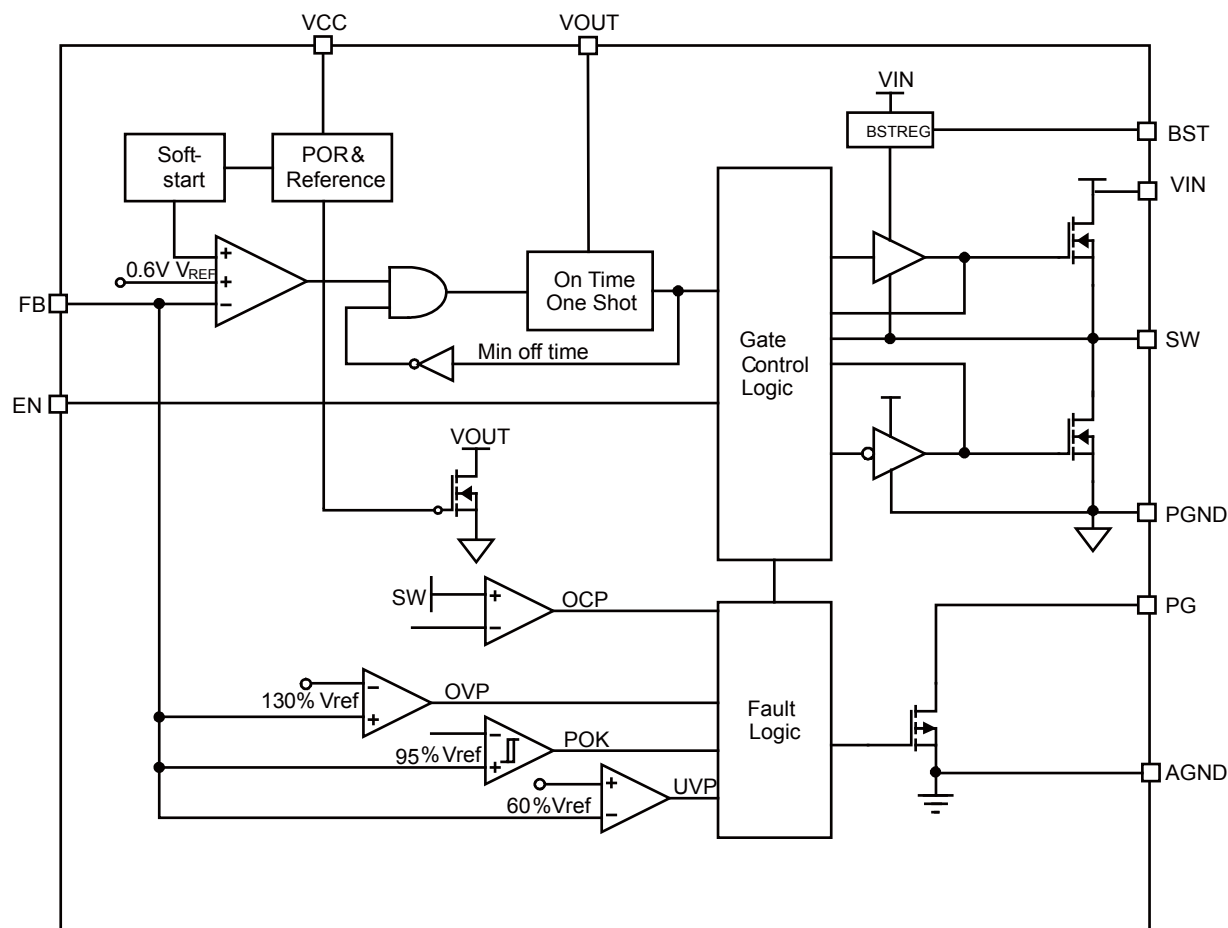 VCC
VOUT
VIN
BSTREG
BST
Soft-
start
POR &
Reference
VIN
0.6V VREF
+
+
−
FB
On Time
One Shot
Min off time
Gate
Control
Logic
SW
EN
VOUT
PGND
SW
+
−
OCP
PG
130% Vref
−
+
OVP
Fault
Logic
95% Vref
−
+
POK
60%Vref
+
−
UVP
AGND